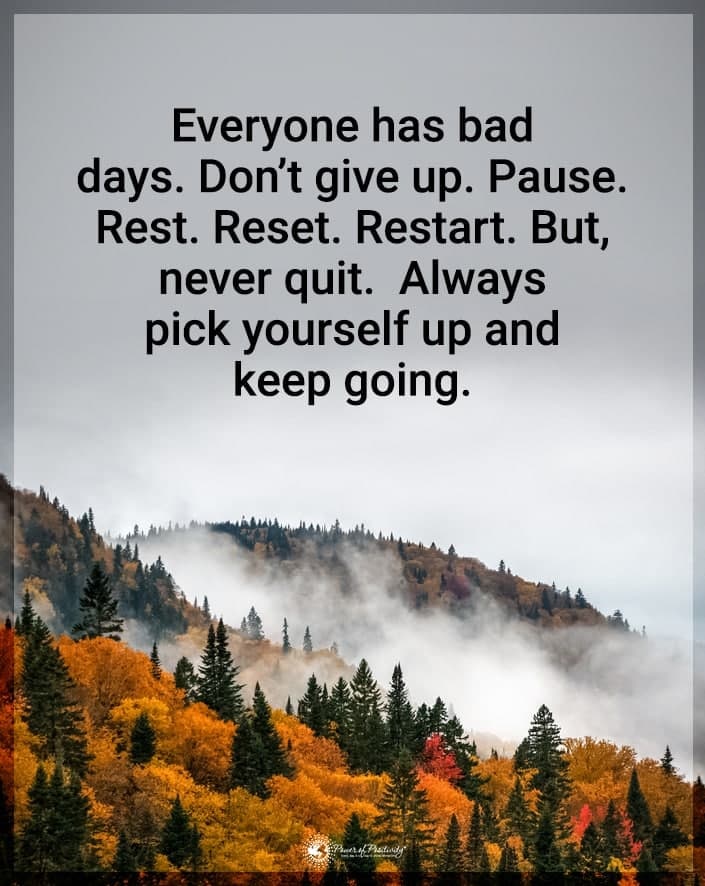 Everyone has bad
days. Don’t give up. Pause.
Rest. Reset. Restart. But,
never quit.  Always
pick yourself up and
keep going.
Power of Positivity